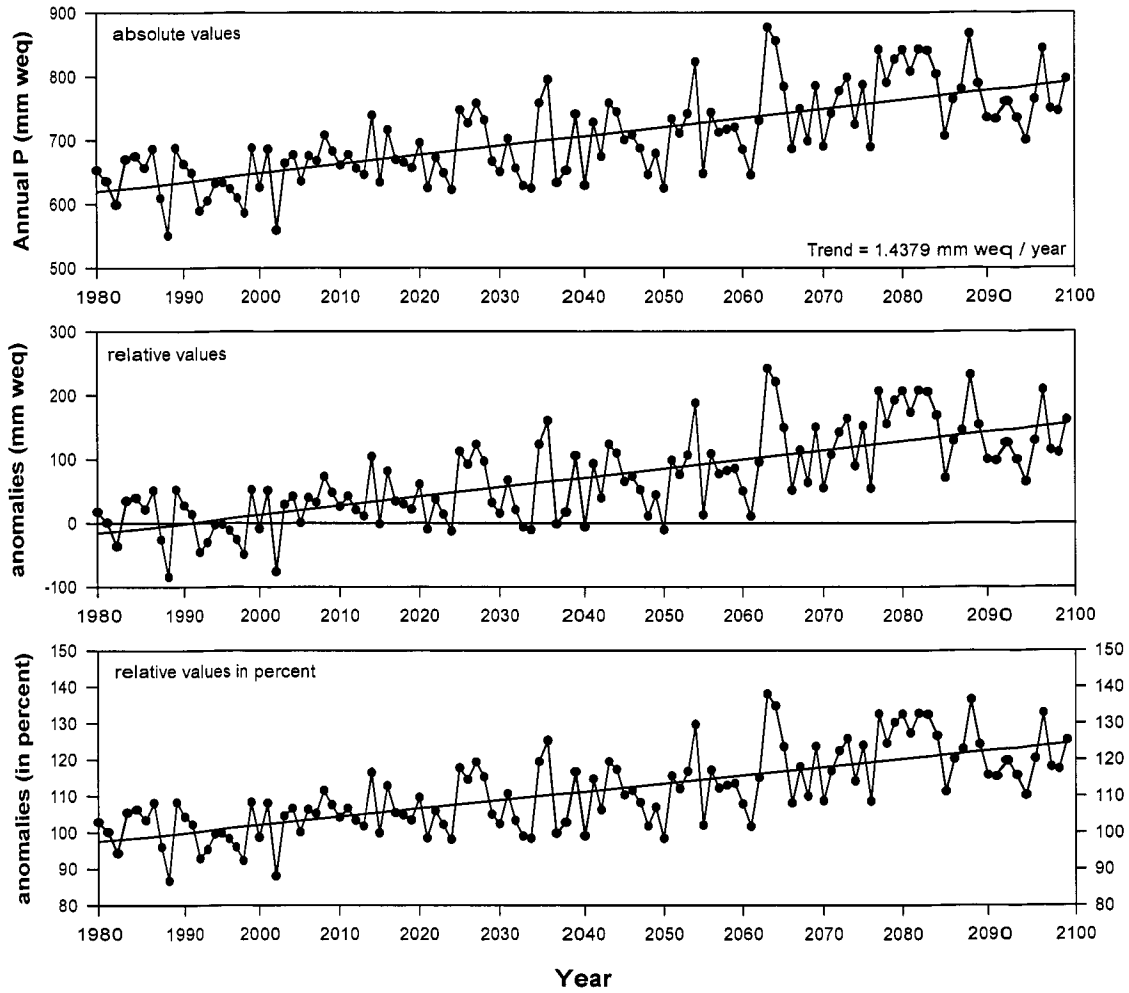 900
800
700
600
500
Annual P (mm weq)
absolute values
Trend = 1.4379 mm weq / year
1980 1990 2000 2010 2020 2030 2040 2050 2060 2070 2080 2090 2100
300
200
100
0
-100
anomalies (mm weq)
relative values
1980 1990 2000 2010 2020 2030 2040 2050 2060 2070 2080 2090 2100
150
140
130
120
110
100
90
80
anomalies (in percent)
relative values in percent
150
140
130
120
110
100
90
80
1980 1990 2000 2010 2020 2030 2040 2050 2060 2070 2080 2090 2100
Year